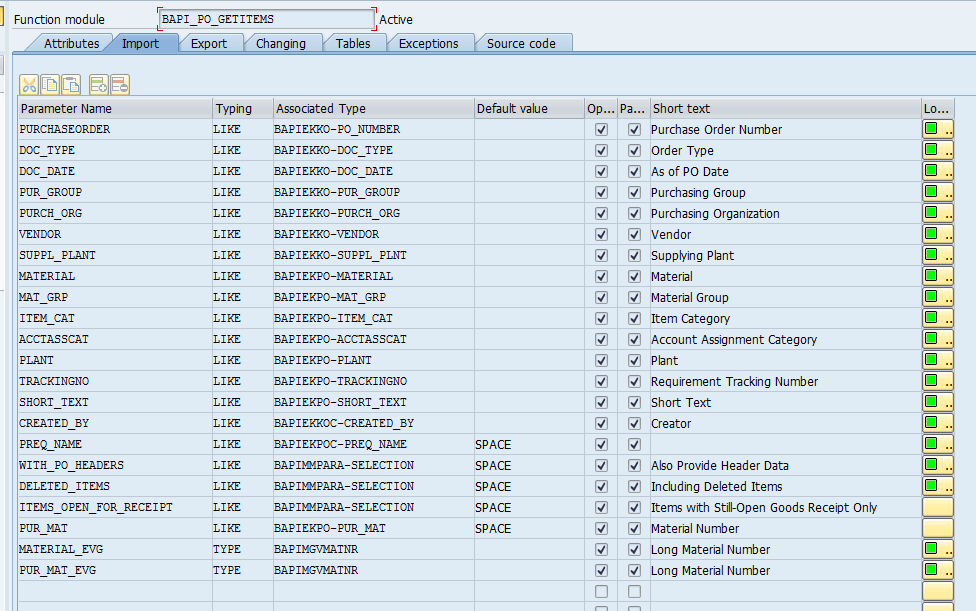 Function module BAPI_PO_GETITEMS Active
Attributes Import Export Changing Tables Exceptions Source code
Parameter Name Typing Associated Type Default value Op... Pa... Short text Lo...
PURCHASEORDER LIKE BAPIEKKO-PO_NUMBER Purchase Order Number ..
DOC_TYPE LIKE BAPIEKKO-DOC_TYPE Order Type ..
DOC_DATE LIKE BAPIEKKO-DOC_DATE As of PO Date ..
PUR_GROUP LIKE BAPIEKKO-PUR_GROUP Purchasing Group ..
PURCH_ORG LIKE BAPIEKKO-PURCH_ORG Purchasing Organization ..
VENDOR LIKE BAPIEKKO-VENDOR Vendor ..
SUPPL_PLANT LIKE BAPIEKKO-SUPPL_PLNT Supplying Plant ..
MATERIAL LIKE BAPIEKPO-MATERIAL Material ..
MAT_GRP LIKE BAPIEKPO-MAT_GRP Material Group ..
ITEM_CAT LIKE BAPIEKPO-ITEM_CAT Item Category ..
ACCTASSCAT LIKE BAPIEKPO-ACCTASSCAT Account Assignment Category ..
PLANT LIKE BAPIEKPO-PLANT Plant ..
TRACKINGNO LIKE BAPIEKPO-TRACKINGNO Requirement Tracking Number ..
SHORT_TEXT LIKE BAPIEKPO-SHORT_TEXT Short Text ..
CREATED_BY LIKE BAPIEKKOC-CREATED_BY Creator ..
PREQ_NAME LIKE BAPIEKPOC-PREQ_NAME SPACE ..
WITH_PO_HEADERS LIKE BAPIMMPARA-SELECTION SPACE Also Provide Header Data ..
DELETED_ITEMS LIKE BAPIMMPARA-SELECTION SPACE Including Deleted Items ..
ITEMS_OPEN_FOR_RECEIPT LIKE BAPIMMPARA-SELECTION SPACE Items with Still-Open Goods Receipt Only
PUR_MAT LIKE BAPIEKPO-PUR_MAT SPACE Material Number
MATERIAL_EVG TYPE BAPIMGVMATNR Long Material Number ..
PUR_MAT_EVG TYPE BAPIMGVMATNR Long Material Number ..